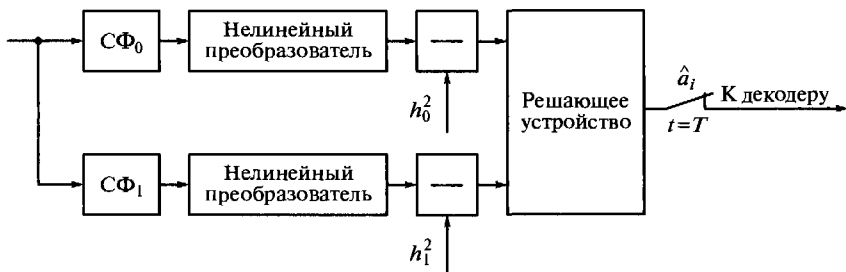 СФ₀
Нелинейный
преобразователь
—
h₀²
Решающее
устройство
âᵢ
К декодеру
t=T
СФ₁
Нелинейный
преобразователь
—
h₁²